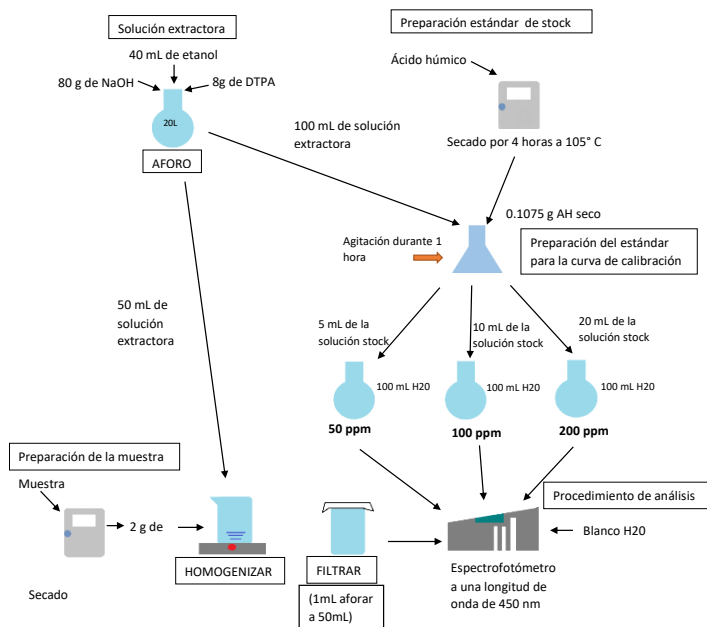 Solución extractora
40 mL de etanol
80 g de NaOH
8g de DTPA
20L
AFORO
Preparación estándar de stock
Ácido húmico
Secado por 4 horas a 105° C
100 mL de solución
extractora
0.1075 g AH seco
Agitación durante 1
hora
Preparación del estándar
para la curva de calibración
50 mL de
solución
extractora
5 mL de la
solución stock
10 mL de la
solución stock
20 mL de la
solución stock
100 mL H20
100 mL H20
100 mL H20
50 ppm
100 ppm
200 ppm
Preparación de la muestra
Muestra
2 g de
Secado
HOMOGENIZAR
FILTRAR
(1mL aforar
a 50mL)
Procedimiento de análisis
Blanco H20
Espectrofotómetro
a una longitud de
onda de 450 nm